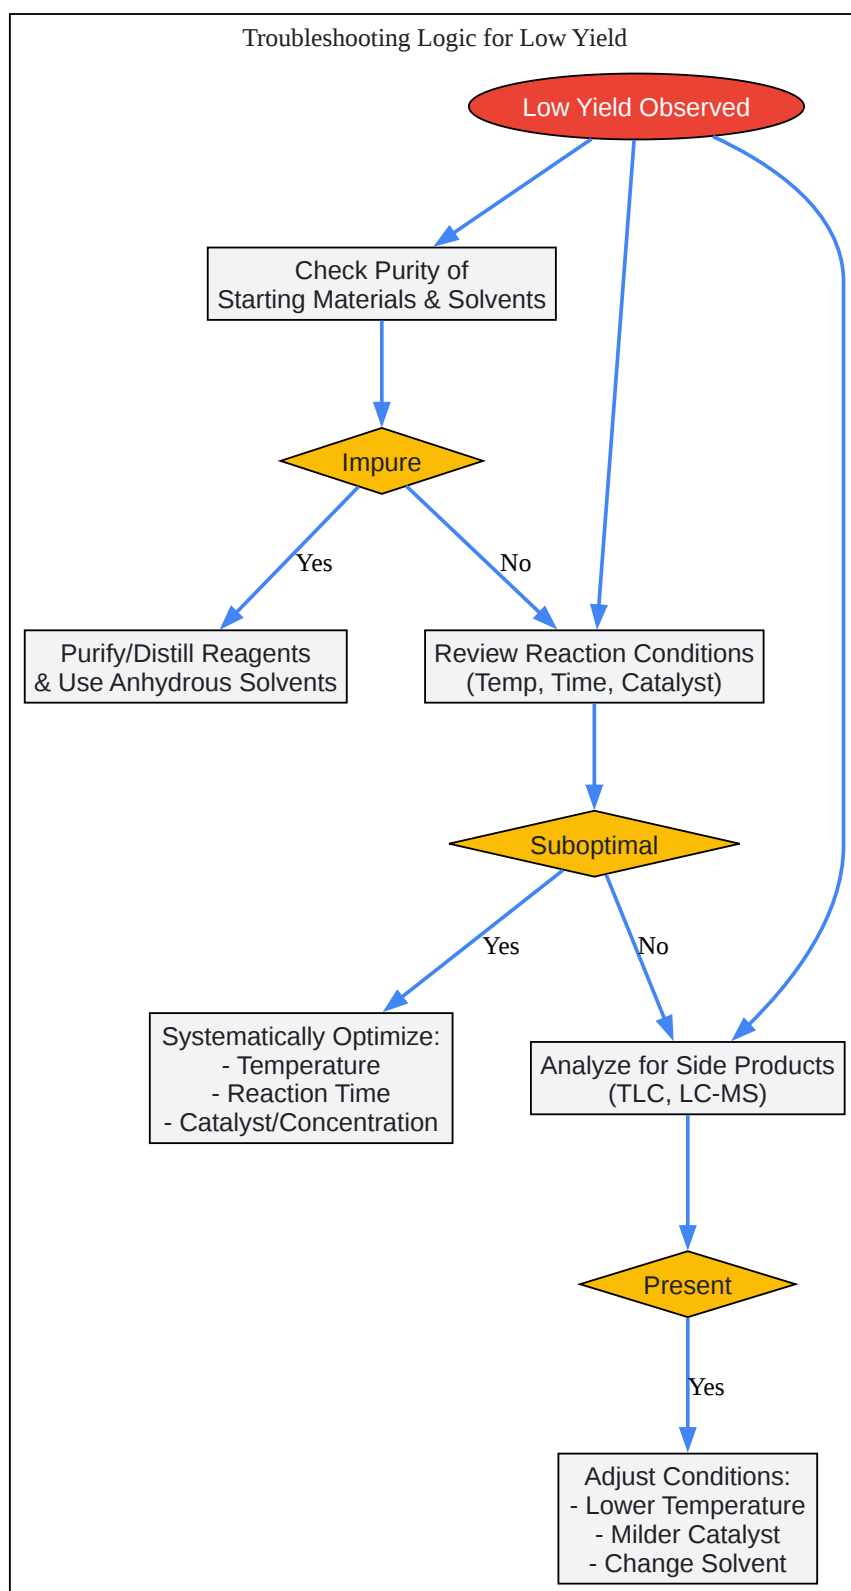 Troubleshooting Logic for Low Yield
Low Yield Observed
Check Purity of
Starting Materials & Solvents
Impure
Yes
No
Purify/Distill Reagents
& Use Anhydrous Solvents
Review Reaction Conditions
(Temp, Time, Catalyst)
Suboptimal
Yes
No
Systematically Optimize:
- Temperature
- Reaction Time
- Catalyst/Concentration
Analyze for Side Products
(TLC, LC-MS)
Present
Yes
Adjust Conditions:
- Lower Temperature
- Milder Catalyst
- Change Solvent